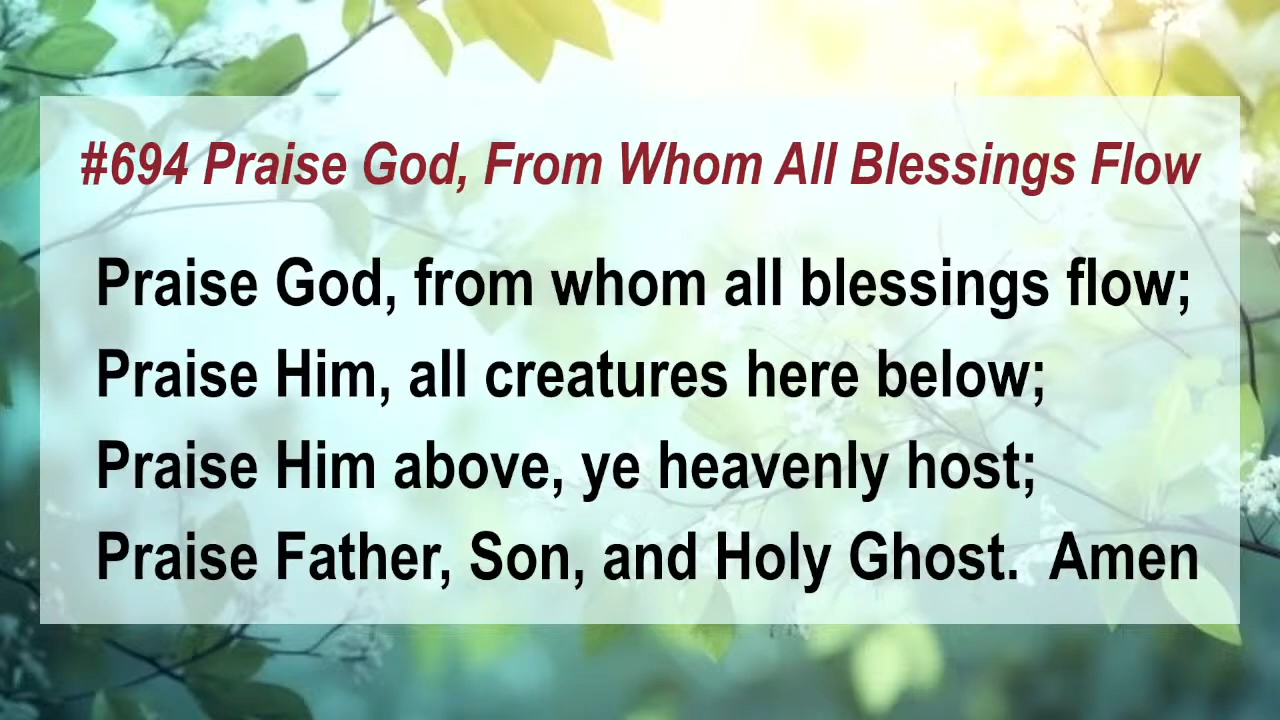 #694 Praise God, From Whom All Blessings Flow
Praise God, from whom all blessings flow;
Praise Him, all creatures here below;
Praise Him above, ye heavenly host;
Praise Father, Son, and Holy Ghost.  Amen